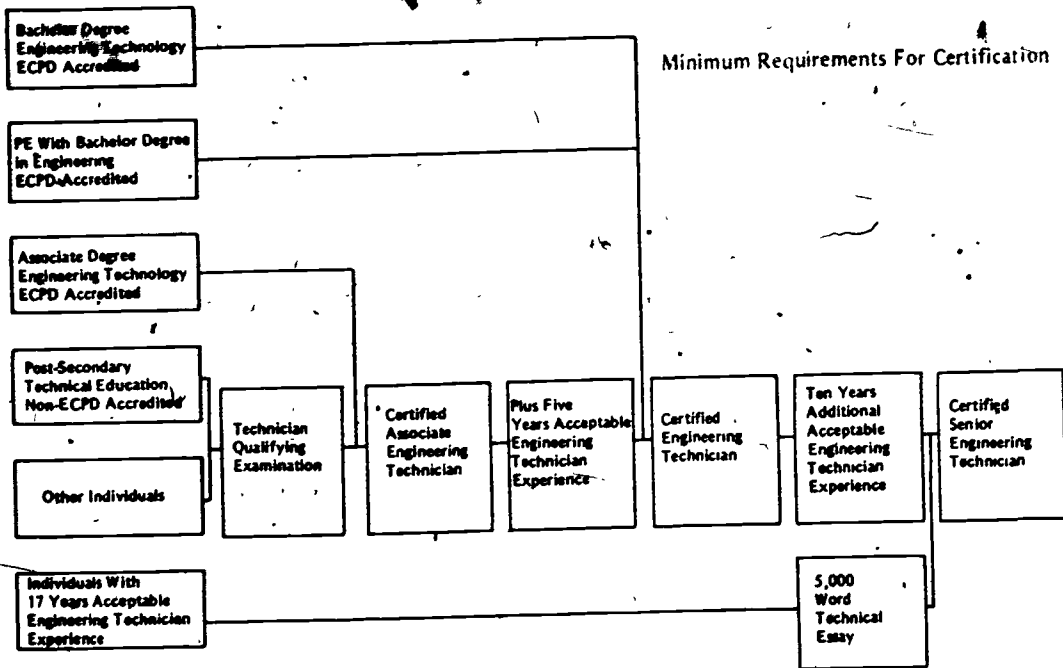 Bachelor Degree
Engineering Technology
ECPD Accredited
Minimum Requirements For Certification
PE With Bachelor Degree
in Engineering
ECPD Accredited
Associate Degree
Engineering Technology
ECPD Accredited
Post-Secondary
Technical Education
Non-ECPD Accredited
Other Individuals
Technician
Qualifying
Examination
Certified
Associate
Engineering
Technician
Plus Five
Years Acceptable
Engineering
Technician
Experience
Certified
Engineering
Technician
Ten Years
Additional
Acceptable
Engineering
Technician
Experience
Certified
Senior
Engineering
Technician
Individuals With
17 Years Acceptable
Engineering Technician
Experience
5,000
Word
Technical
Essay